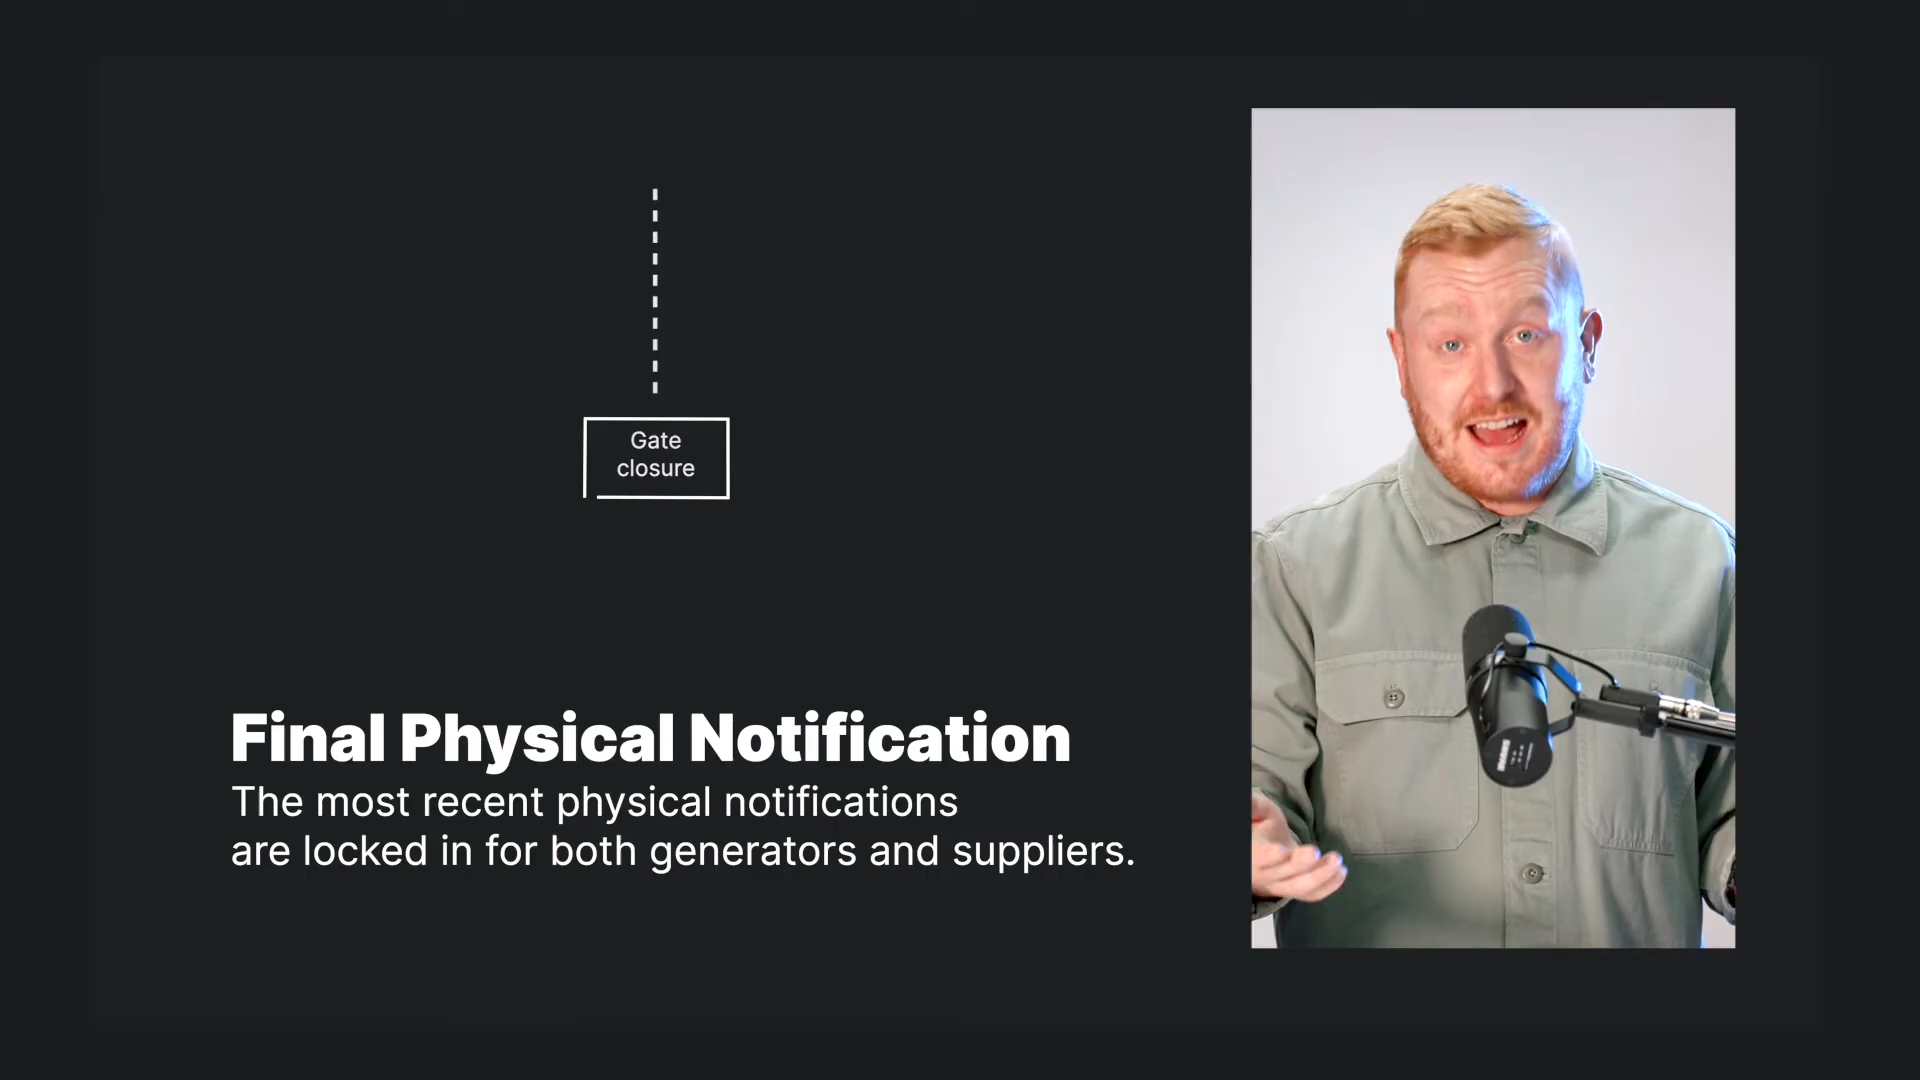 Gate
closure
Final Physical Notification
The most recent physical notifications
are locked in for both generators and suppliers.